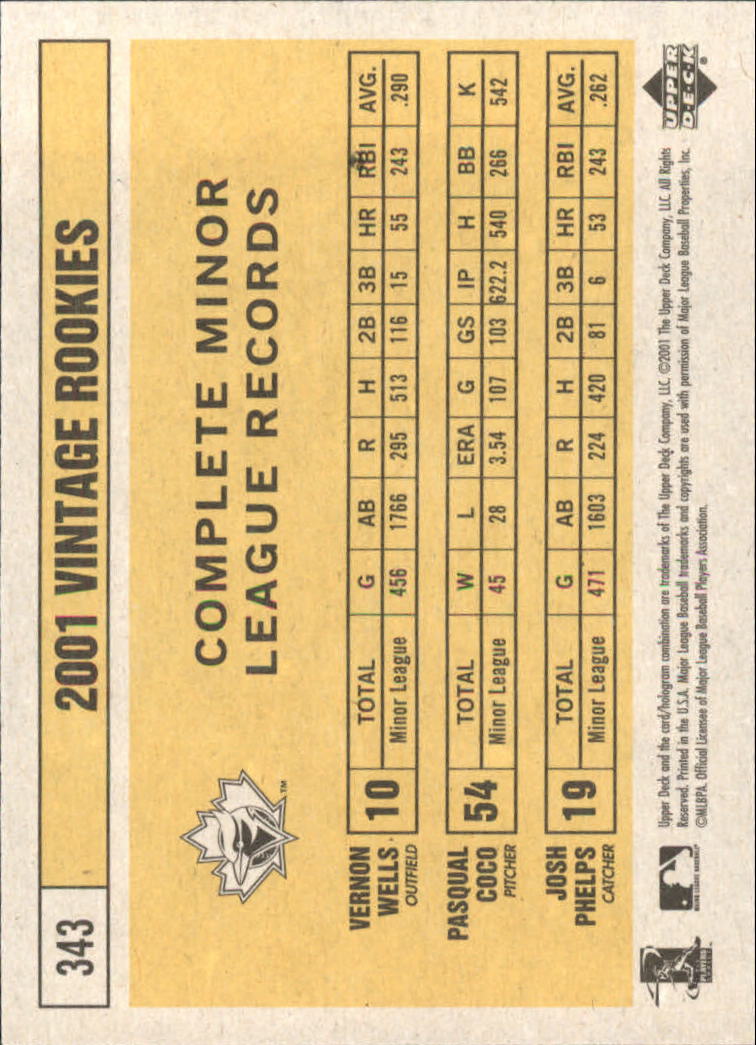 343
2001 VINTAGE ROOKIES
TM
COMPLETE MINOR
LEAGUE RECORDS
VERNON
WELLS
OUTFIELD
10
TOTAL G AB R H 2B 3B HR RBI AVG.
Minor League 456 1766 295 513 116 15 55 243 .290
PASQUAL
COCO
PITCHER
54
TOTAL W L ERA G GS IP H BB K
Minor League 45 28 3.54 107 103 622.2 540 266 542
JOSH
PHELPS
CATCHER
19
TOTAL G AB R H 2B 3B HR RBI AVG.
Minor League 471 1603 224 420 81 6 53 243 .262
PLAYERS
MAJOR LEAGUE BASEBALL
Upper Deck and the card/hologram combination are trademarks of The Upper Deck Company, LLC. ©2001 The Upper Deck Company, LLC. All Rights
Reserved. Printed in the U.S.A. Major League Baseball trademarks and copyrights are used with permission of Major League Baseball Properties, Inc.
©MLBPA. Official Licensee of Major League Baseball Players Association.
UPPER
D·E·C·K
®